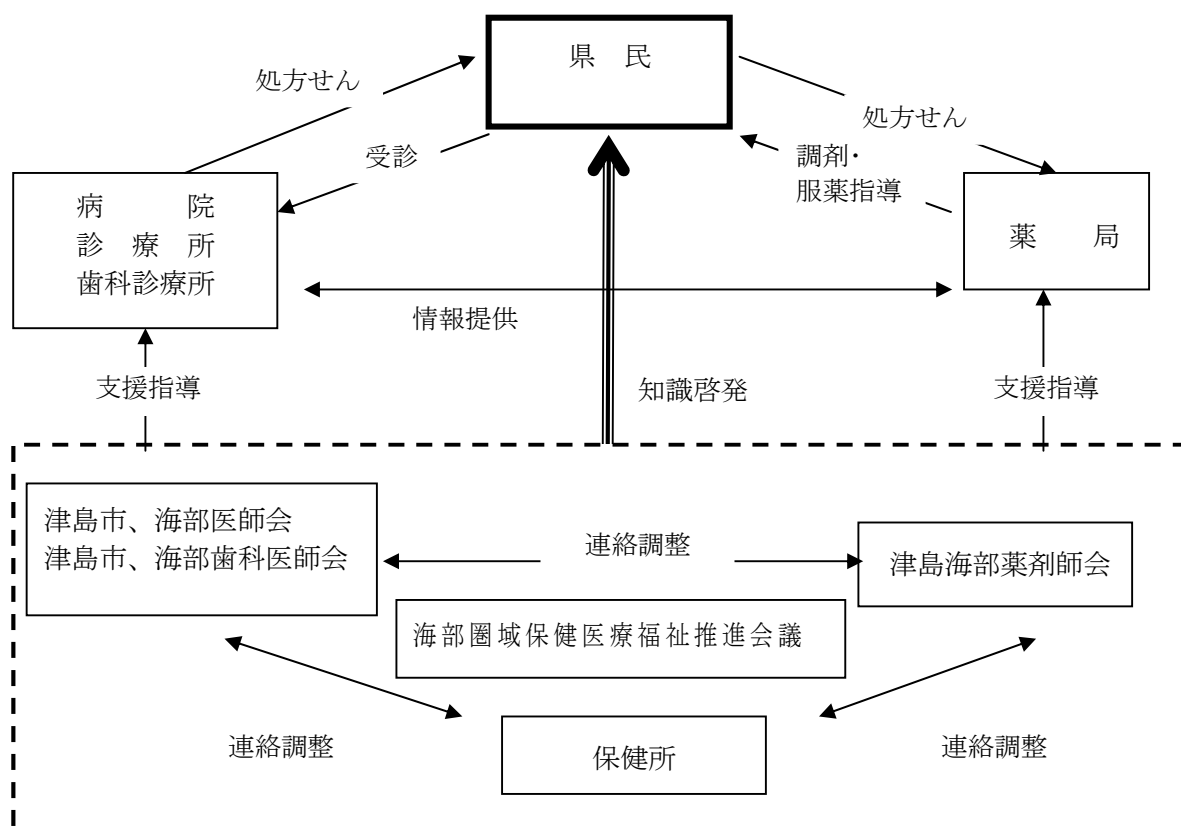 県　民
処方せん
処方せん
受診
調剤・
服薬指導
病　　　院
診　療　所
歯科診療所
薬　　局
情報提供
支援指導
知識啓発
支援指導
津島市、海部医師会
津島市、海部歯科医師会
連絡調整
津島海部薬剤師会
海部圏域保健医療福祉推進会議
連絡調整
保健所
連絡調整